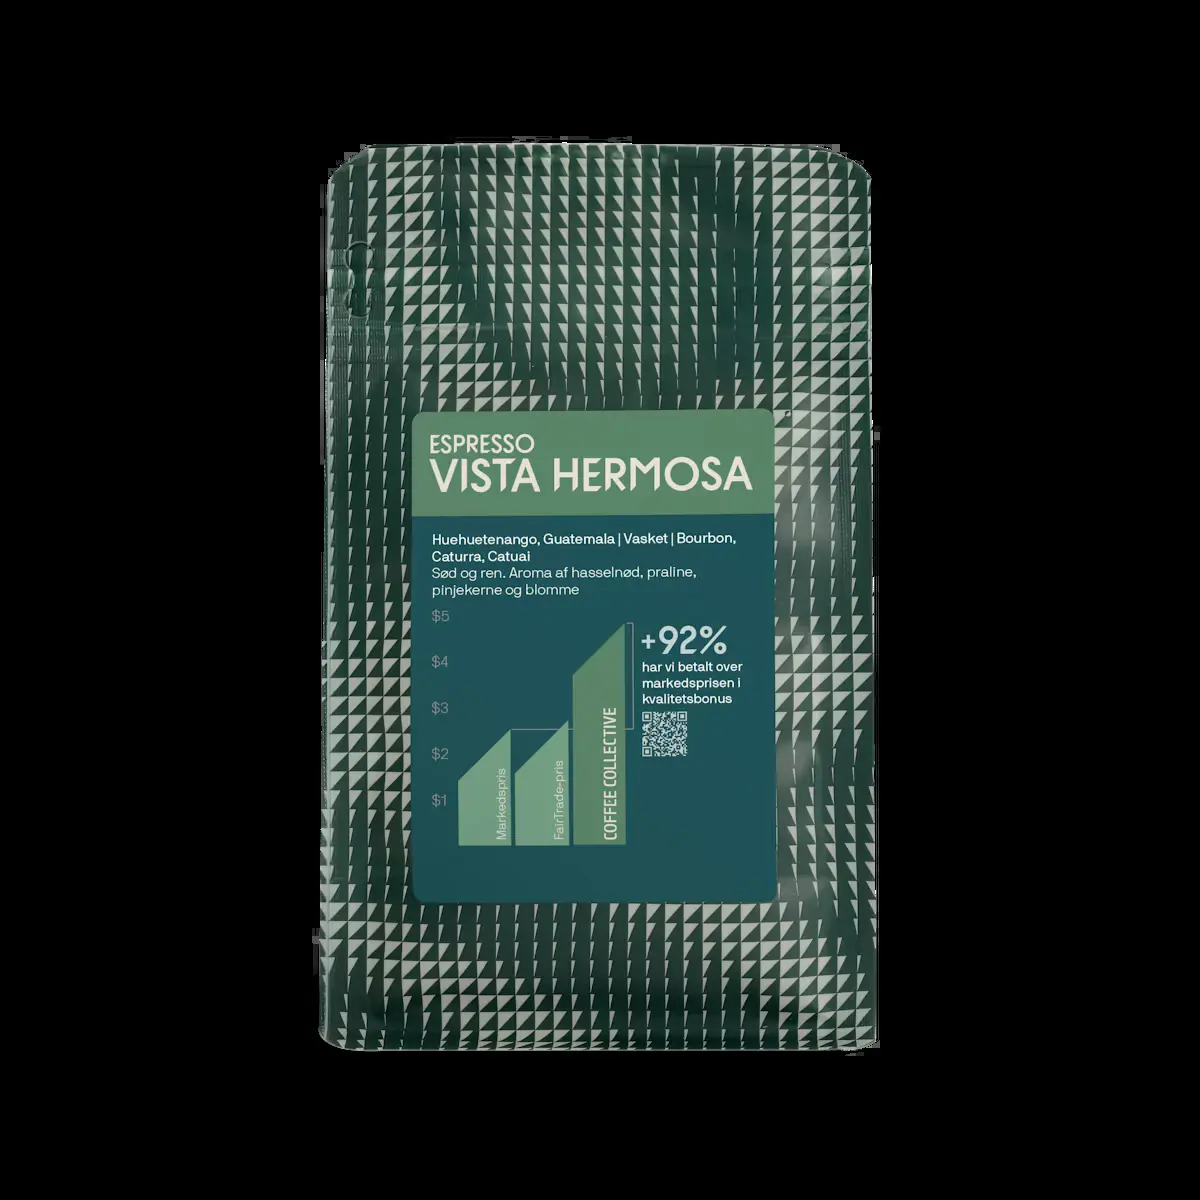 ESPRESSO
VISTA HERMOSA
Huehuetenango, Guatemala | Vasket | Bourbon,
Caturra, Catuai
Sød og ren. Aroma af hasselnød, praline,
pinjekerne og blomme
$5
$4
$3
$2
$1
Markedspris
FairTrade-pris
COFFEE COLLECTIVE
+92%
har vi betalt over
markedsprisen i
kvalitetsbonus